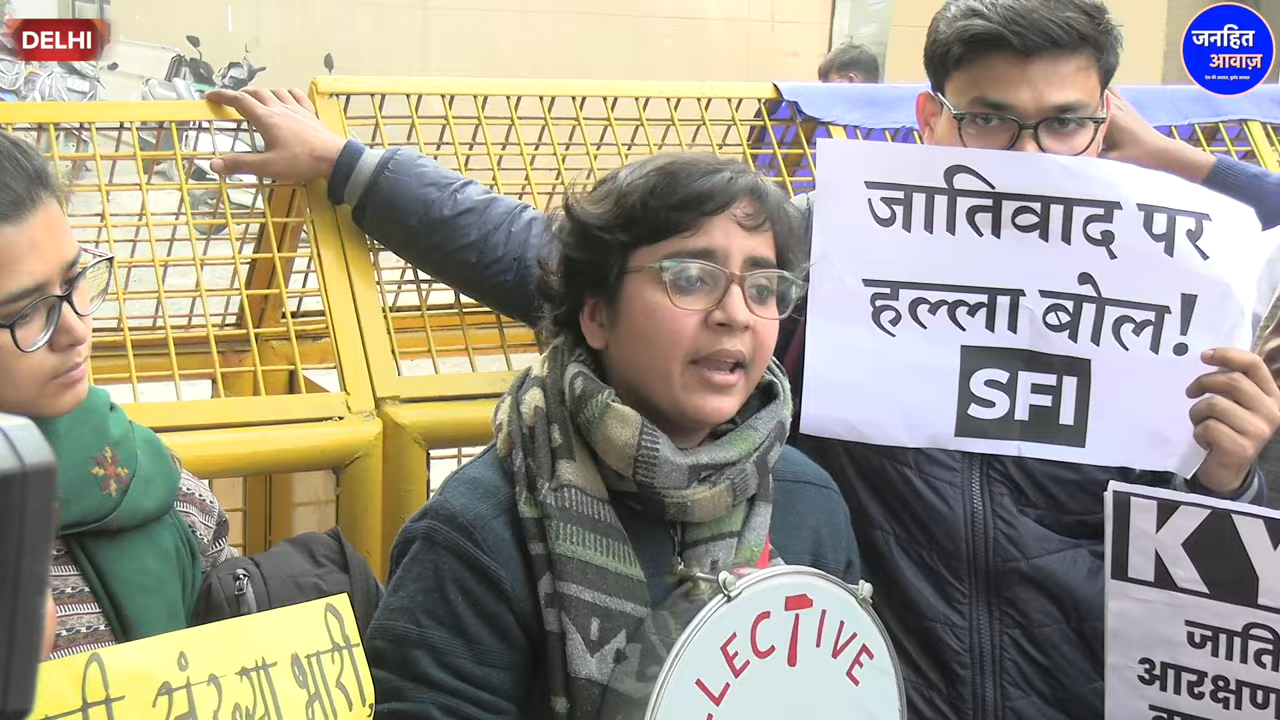 DELHI
जनहित
आवाज़
जातिवाद पर
हल्ला बोल!
SFI
LECTIVE
KY
जाति
आरक्षण
संख्या भारी,